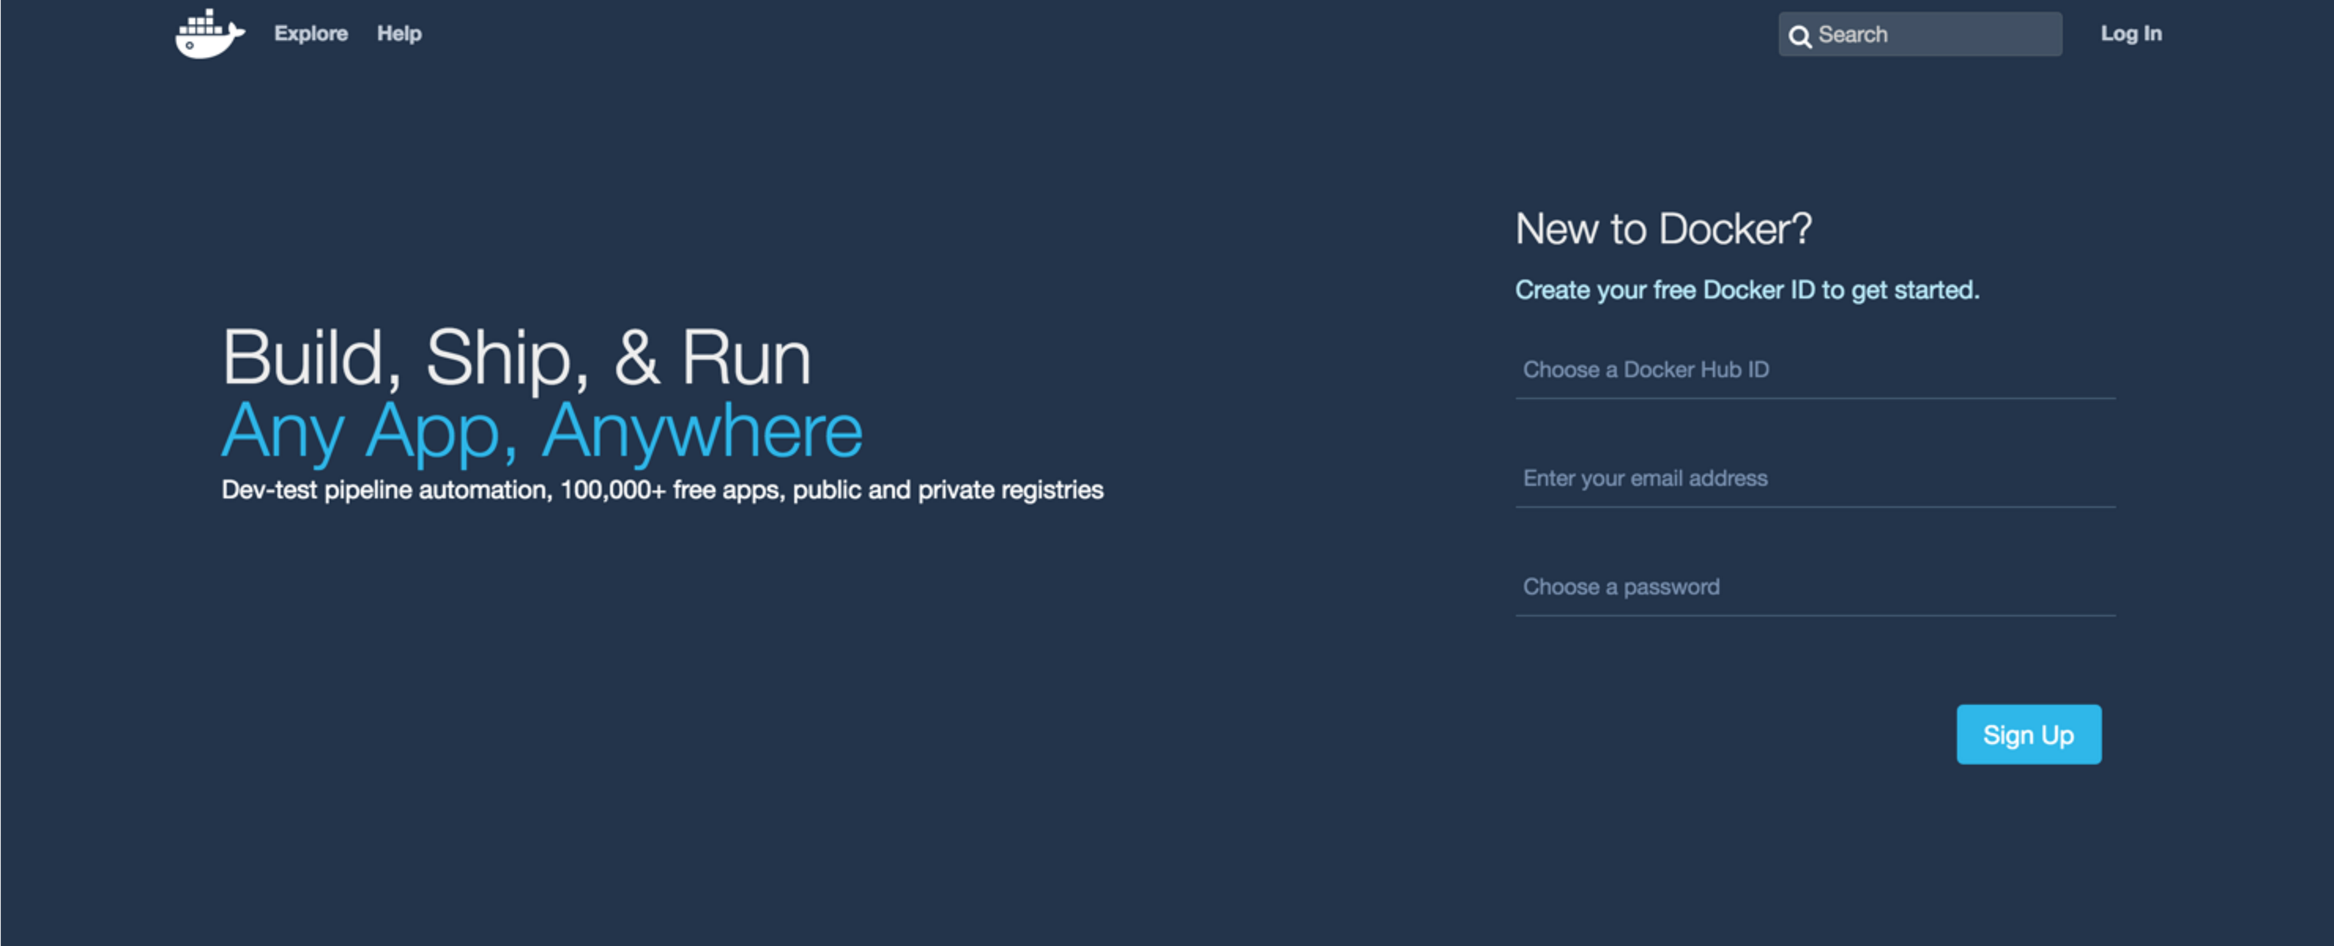 Explore Help Search Log In
New to Docker?
Create your free Docker ID to get started.
Build, Ship, & Run
Any App, Anywhere
Dev-test pipeline automation, 100,000+ free apps, public and private registries
Choose a Docker Hub ID
Enter your email address
Choose a password
Sign Up